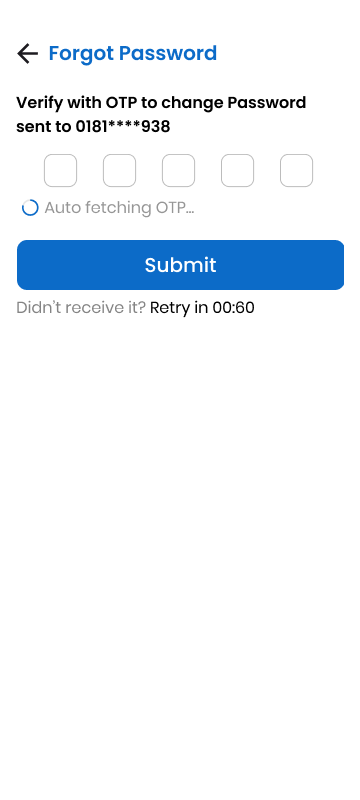 Forgot Password
Verify with OTP to change Password
sent to 0181****938
Auto fetching OTP...
Submit
Didn't receive it? Retry in 00:60